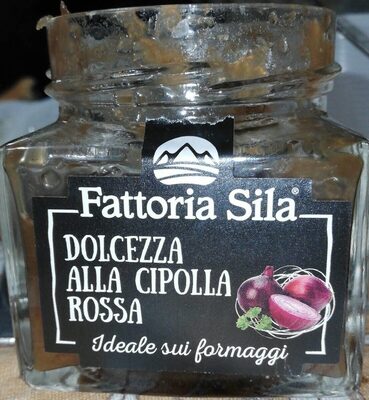 Fattoria Sila®
DOLCEZZA
ALLA CIPOLLA
ROSSA
Ideale sui formaggi